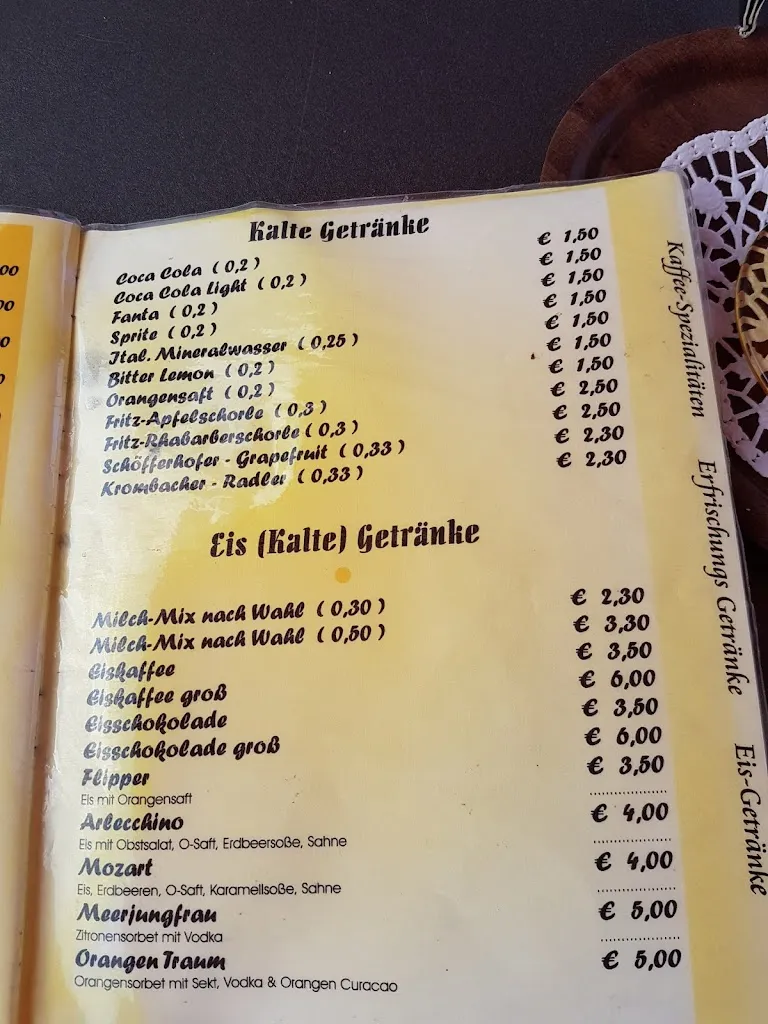 00
00
0
0
Kalte Getränke
Coca Cola ( 0,2 ) € 1,50
Coca Cola Light ( 0,2 ) € 1,50
Fanta ( 0,2 ) € 1,50
Sprite ( 0,2 ) € 1,50
Ital. Mineralwasser ( 0,25 ) € 1,50
Bitter Lemon ( 0,2 ) € 1,50
Orangensaft ( 0,2 ) € 1,50
Fritz-Apfelschorle ( 0,3 ) € 2,50
Fritz-Rhabarberschorle ( 0,3 ) € 2,50
Schöfferhofer - Grapefruit ( 0,33 ) € 2,30
Krombacher - Radler ( 0,33 ) € 2,30
Eis (Kalte) Getränke
Milch-Mix nach Wahl ( 0,30 ) € 2,30
Milch-Mix nach Wahl ( 0,50 ) € 3,30
Eiskaffee € 3,50
Eiskaffee groß € 6,00
Eisschokolade € 3,50
Eisschokolade groß € 6,00
Flipper € 3,50
Eis mit Orangensaft
Arlecchino € 4,00
Eis mit Obstsalat, O-Saft, Erdbeersoße, Sahne
Mozart € 4,00
Eis, Erdbeeren, O-Saft, Karamellsoße, Sahne
Meerjungfrau € 5,00
Zitronensorbet mit Vodka
Orangen Traum € 5,00
Orangensorbet mit Sekt, Vodka & Orangen Curacao
Kaffee-Spezialitäten
Erfrischungs Getränke
Eis-Getränke